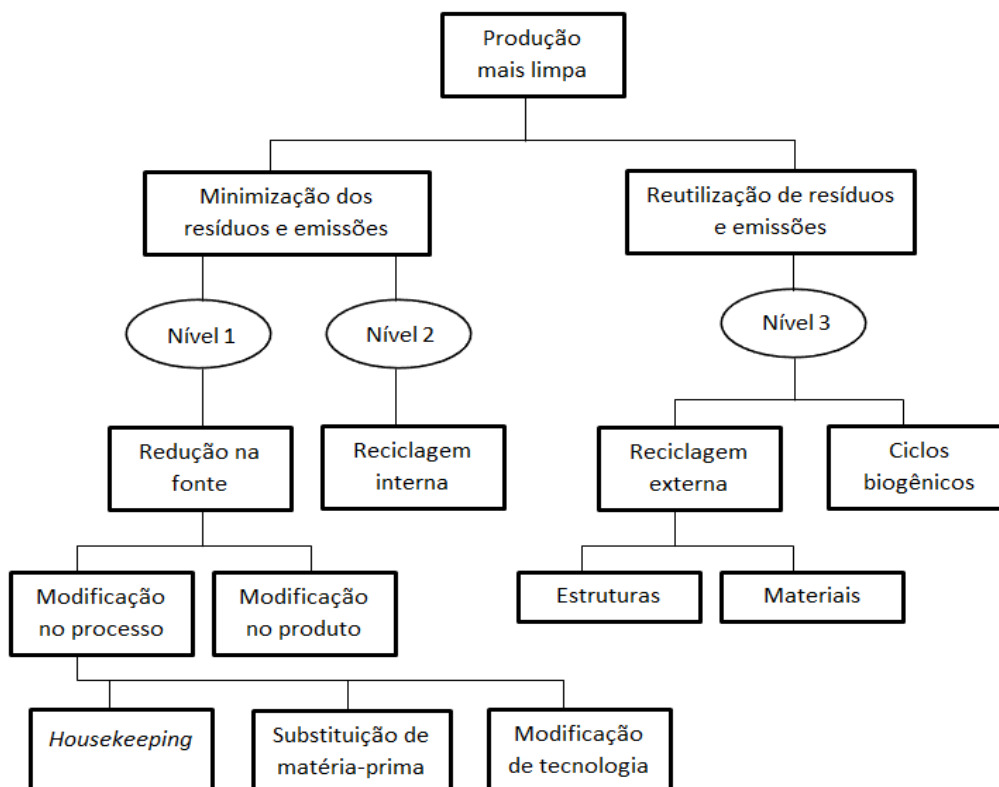 Produção
mais limpa
Minimização dos
resíduos e emissões
Reutilização de resíduos
e emissões
Nível 1
Nível 2
Nível 3
Redução na
fonte
Reciclagem
interna
Reciclagem
externa
Ciclos
biogênicos
Modificação
no processo
Modificação
no produto
Estruturas
Materiais
Housekeeping
Substituição de
matéria-prima
Modificação
de tecnologia